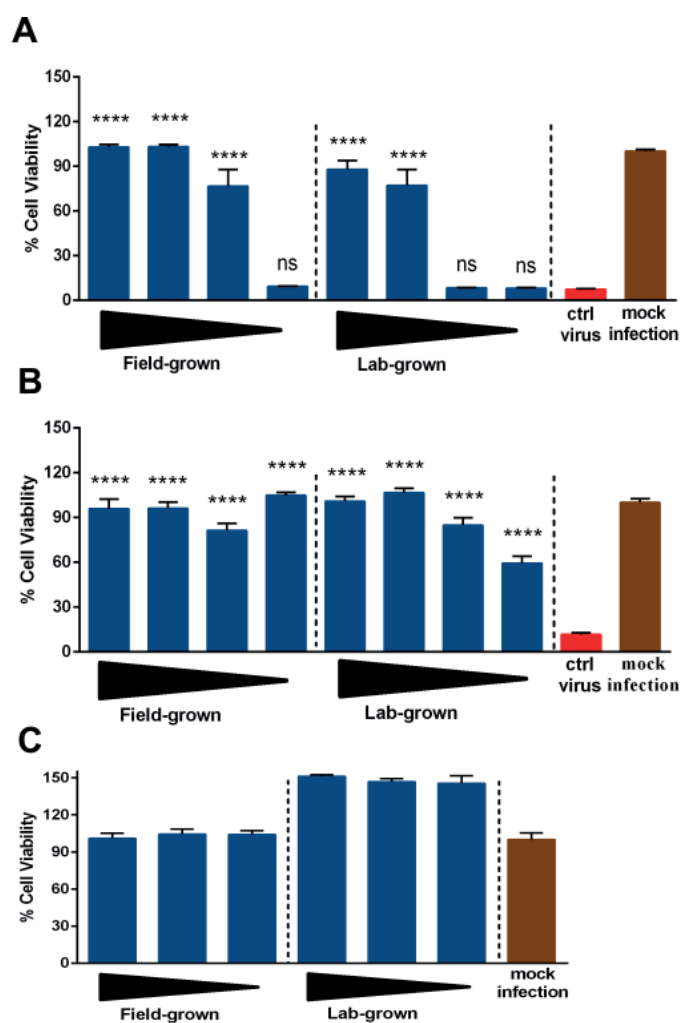 A
% Cell Viability
150
120
90
60
30
0
**** **** **** ns **** **** ns ns
ctrl virus
mock infection
Field-grown Lab-grown
B
% Cell Viability
150
120
90
60
30
0
**** **** **** **** **** **** **** ****
ctrl virus
mock infection
Field-grown Lab-grown
C
% Cell Viability
150
120
90
60
30
0
mock infection
Field-grown Lab-grown